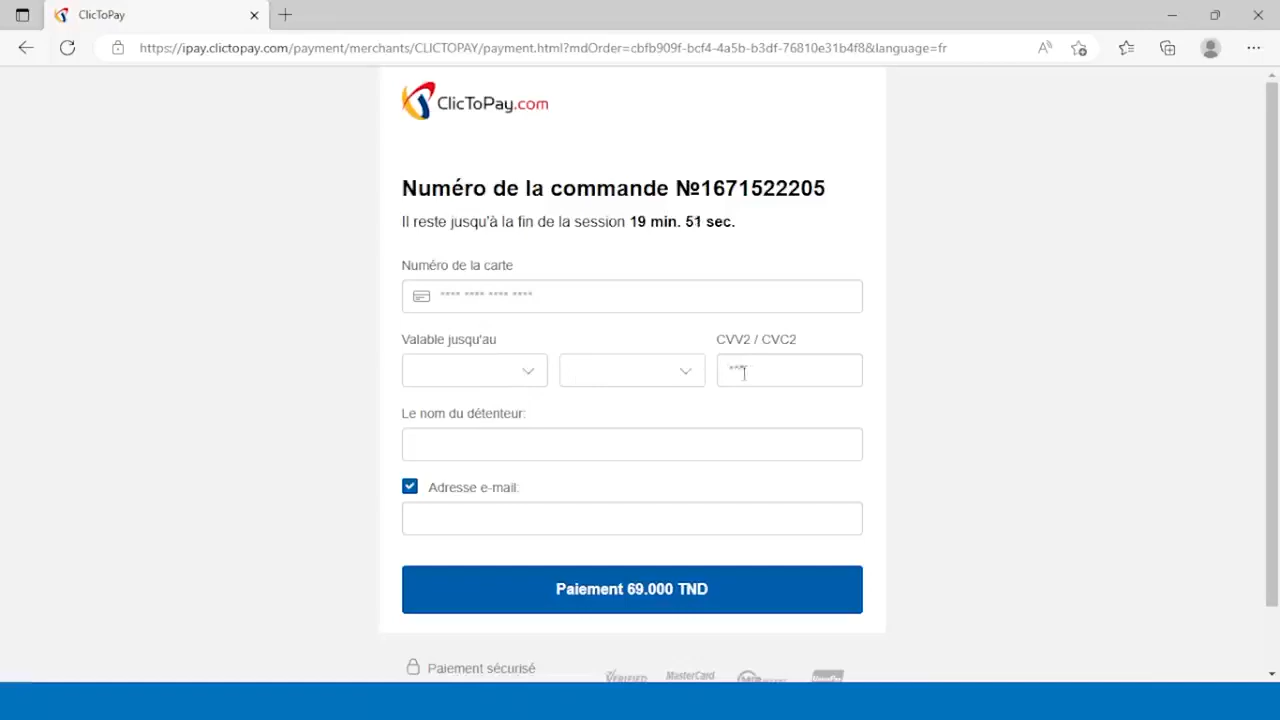 ClicToPay
https://ipay.clictopay.com/payment/merchants/CLICTOPAY/payment.html?mdOrder=cbfb909f-bcf4-4a5b-b3df-76810e31b4f8&language=fr
ClicToPay.com
Numéro de la commande №1671522205
Il reste jusqu'à la fin de la session 19 min. 51 sec.
Numéro de la carte
**** **** **** ****
Valable jusqu'au
CVV2 / CVC2
Le nom du détenteur:
Adresse e-mail:
Paiement 69.000 TND
Paiement sécurisé
VERIFIED
MasterCard